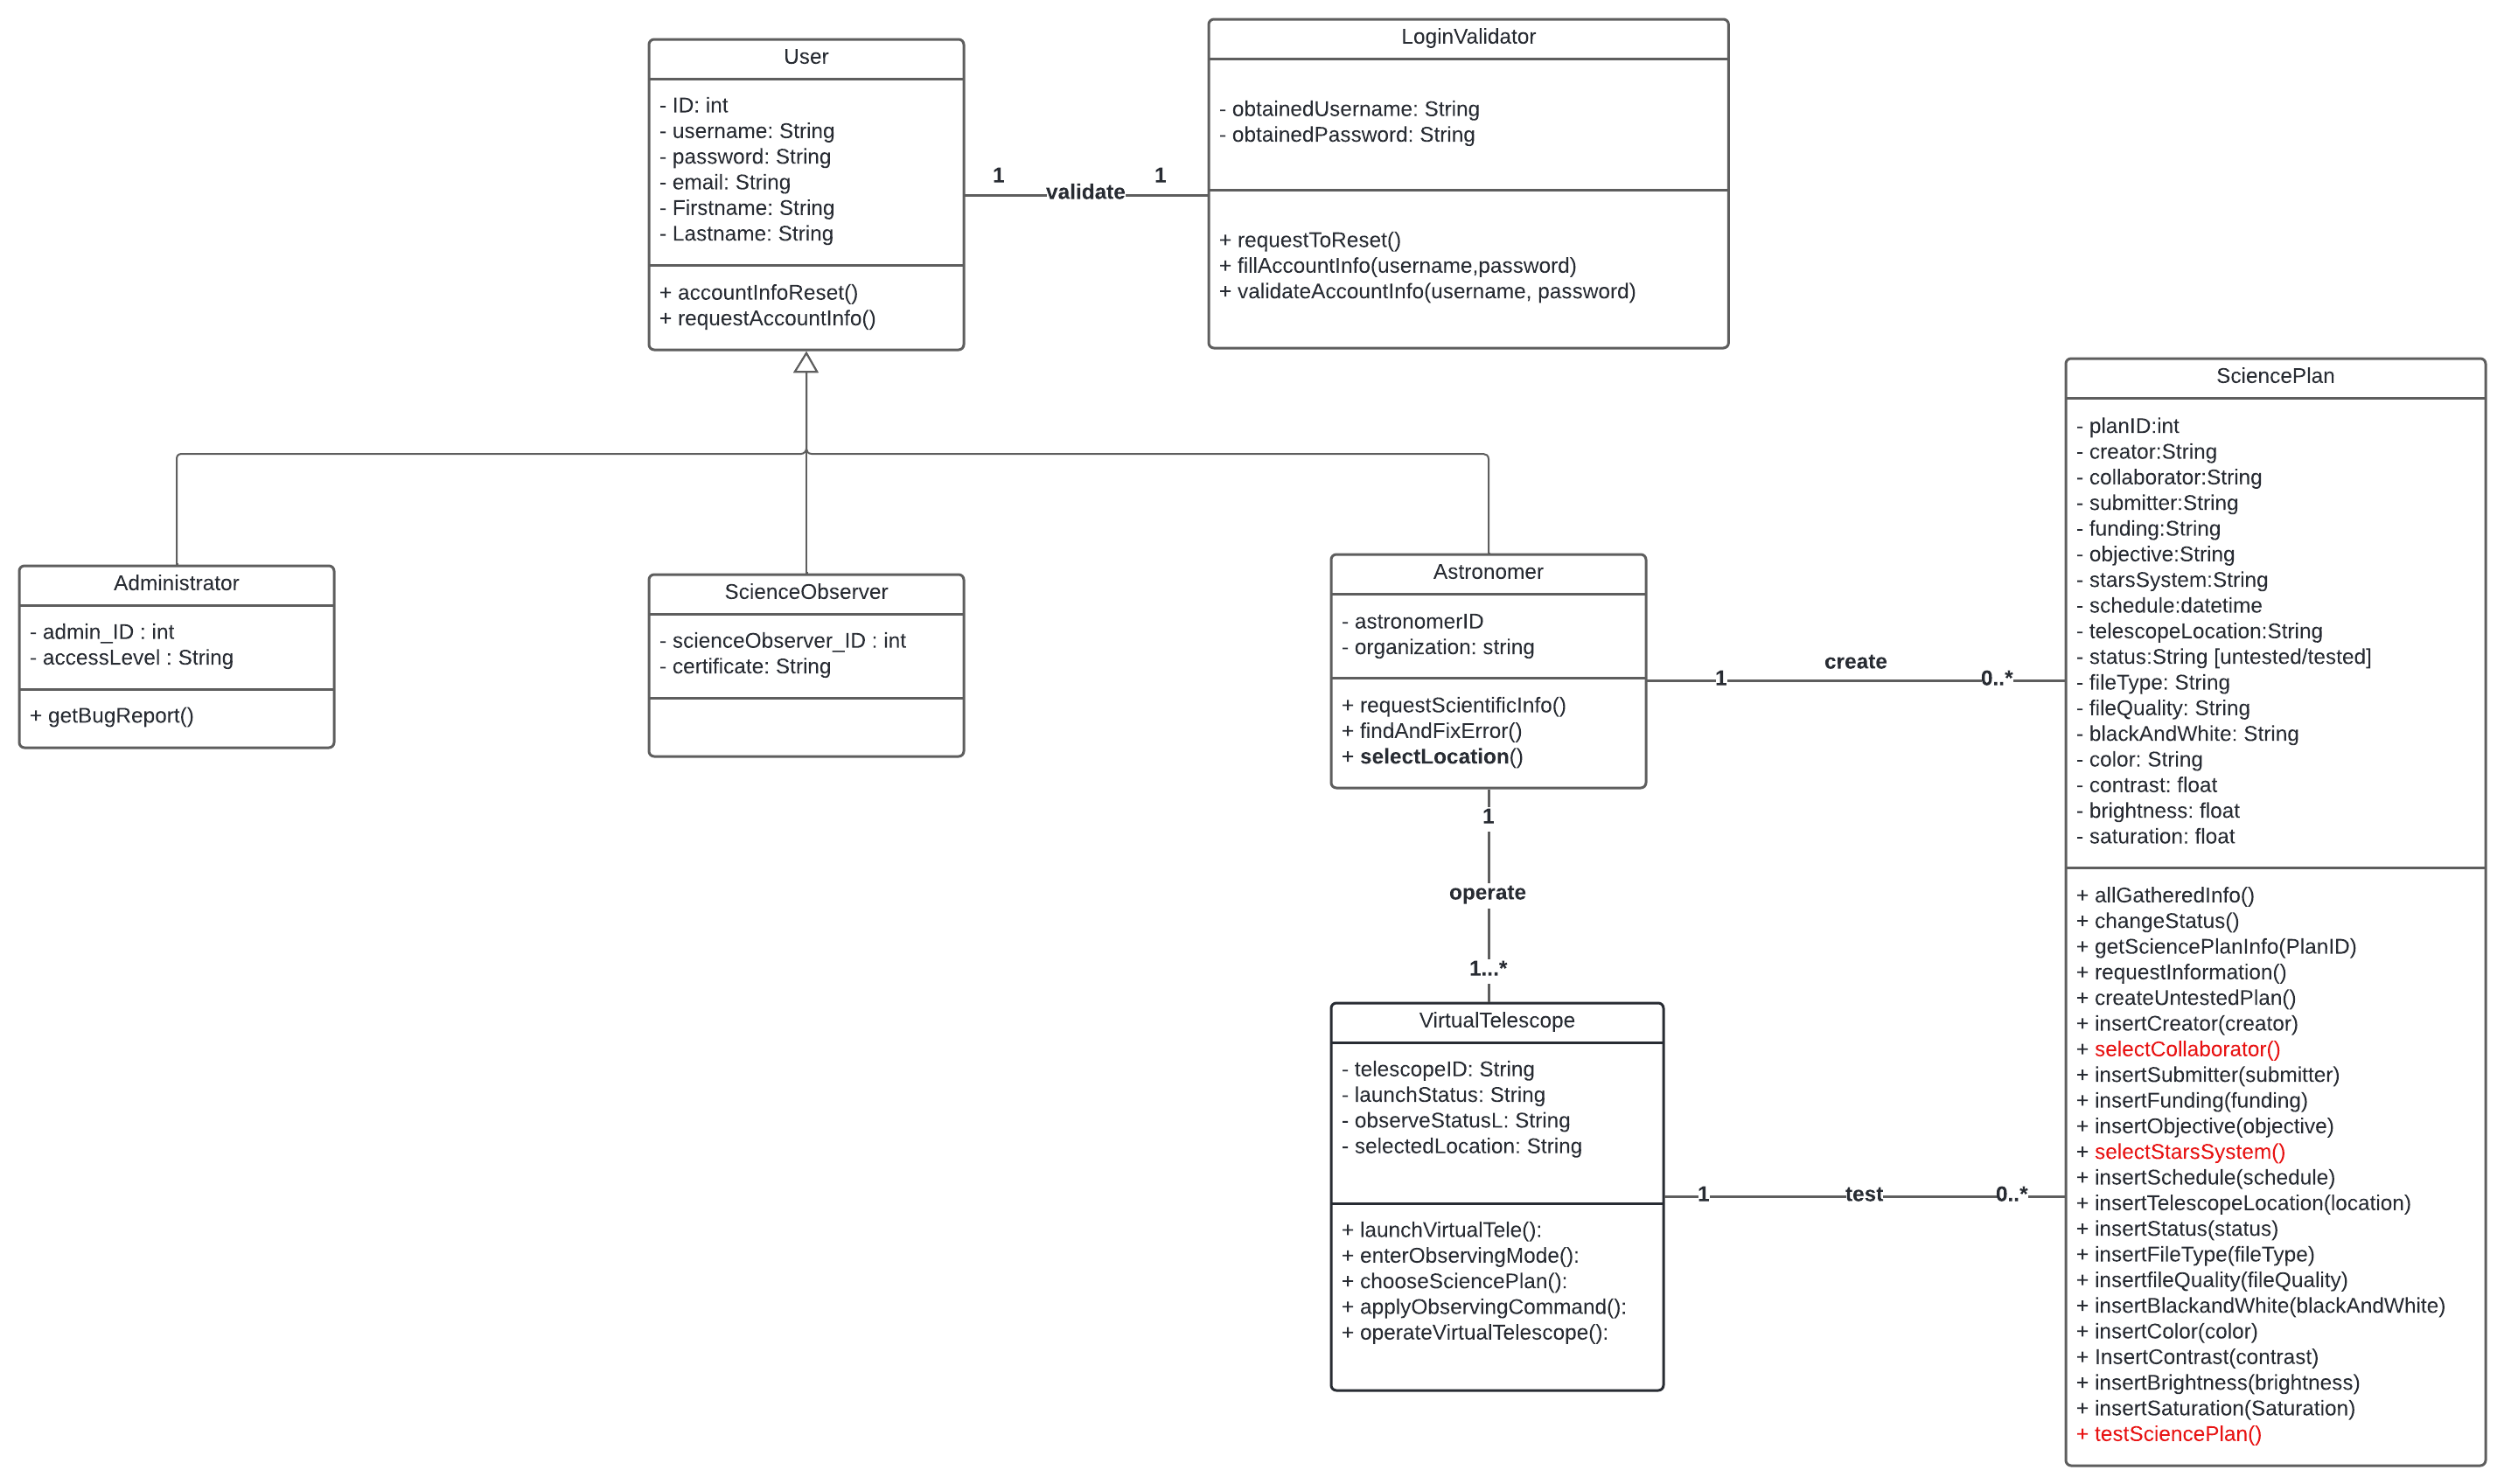 User
- ID: int
- username: String
- password: String
- email: String
- Firstname: String
- Lastname: String
+ accountInfoReset()
+ requestAccountInfo()
1
validate
1
LoginValidator
- obtainedUsername: String
- obtainedPassword: String
+ requestToReset()
+ fillAccountInfo(username,password)
+ validateAccountInfo(username, password)
Administrator
- admin_ID : int
- accessLevel : String
+ getBugReport()
ScienceObserver
- scienceObserver_ID : int
- certificate: String
Astronomer
- astronomerID
- organization: string
+ requestScientificInfo()
+ findAndFixError()
+ selectLocation()
1
create
0..*
1
operate
1...*
VirtualTelescope
- telescopeID: String
- launchStatus: String
- observeStatusL: String
- selectedLocation: String
+ launchVirtualTele():
+ enterObservingMode():
+ chooseSciencePlan():
+ applyObservingCommand():
+ operateVirtualTelescope():
1
test
0..*
SciencePlan
- planID:int
- creator:String
- collaborator:String
- submitter:String
- funding:String
- objective:String
- starsSystem:String
- schedule:datetime
- telescopeLocation:String
- status:String [untested/tested]
- fileType: String
- fileQuality: String
- blackAndWhite: String
- color: String
- contrast: float
- brightness: float
- saturation: float
+ allGatheredInfo()
+ changeStatus()
+ getSciencePlanInfo(PlanID)
+ requestInformation()
+ createUntestedPlan()
+ insertCreator(creator)
+ selectCollaborator()
+ insertSubmitter(submitter)
+ insertFunding(funding)
+ insertObjective(objective)
+ selectStarsSystem()
+ insertSchedule(schedule)
+ insertTelescopeLocation(location)
+ insertStatus(status)
+ insertFileType(fileType)
+ insertfileQuality(fileQuality)
+ insertBlackandWhite(blackAndWhite)
+ insertColor(color)
+ InsertContrast(contrast)
+ insertBrightness(brightness)
+ insertSaturation(Saturation)
+ testSciencePlan()